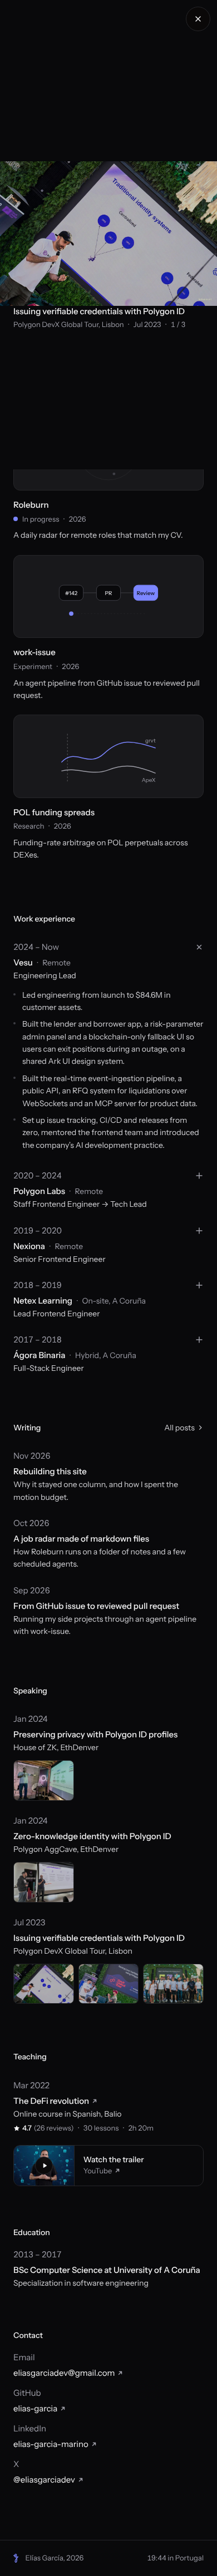 Traditional identity systems
Centralised
Issuing verifiable credentials with Polygon ID
Polygon DevX Global Tour, Lisbon · Jul 2023 · 1 / 3
Roleburn
In progress · 2026
A daily radar for remote roles that match my CV.
#142
PR
Review
work-issue
Experiment · 2026
An agent pipeline from GitHub issue to reviewed pull
request.
grvt
ApeX
POL funding spreads
Research · 2026
Funding-rate arbitrage on POL perpetuals across
DEXes.
Work experience
2024 – Now
Vesu · Remote
Engineering Lead
Led engineering from launch to $84.6M in
customer assets.
Built the lender and borrower app, a risk-parameter
admin panel and a blockchain-only fallback UI so
users can exit positions during an outage, on a
shared Ark UI design system.
Built the real-time event-ingestion pipeline, a
public API, an RFQ system for liquidations over
WebSockets and an MCP server for product data.
Set up issue tracking, CI/CD and releases from
zero, mentored the frontend team and introduced
the company's AI development practice.
2020 – 2024
Polygon Labs · Remote
Staff Frontend Engineer → Tech Lead
2019 – 2020
Nexiona · Remote
Senior Frontend Engineer
2018 – 2019
Netex Learning · On-site, A Coruña
Lead Frontend Engineer
2017 – 2018
Ágora Binaria · Hybrid, A Coruña
Full-Stack Engineer
Writing
All posts
Nov 2026
Rebuilding this site
Why it stayed one column, and how I spent the
motion budget.
Oct 2026
A job radar made of markdown files
How Roleburn runs on a folder of notes and a few
scheduled agents.
Sep 2026
From GitHub issue to reviewed pull request
Running my side projects through an agent pipeline
with work-issue.
Speaking
Jan 2024
Preserving privacy with Polygon ID profiles
House of ZK, EthDenver
Jan 2024
Zero-knowledge identity with Polygon ID
Polygon AggCave, EthDenver
Jul 2023
Issuing verifiable credentials with Polygon ID
Polygon DevX Global Tour, Lisbon
Teaching
Mar 2022
The DeFi revolution ↗
Online course in Spanish, Balio
★ 4.7 (26 reviews) · 30 lessons · 2h 20m
Watch the trailer
YouTube ↗
Education
2013 – 2017
BSc Computer Science at University of A Coruña
Specialization in software engineering
Contact
Email
eliasgarciadev@gmail.com ↗
GitHub
elias-garcia ↗
LinkedIn
elias-garcia-marino ↗
X
@eliasgarciadev ↗
Elías García, 2026
19:44 in Portugal